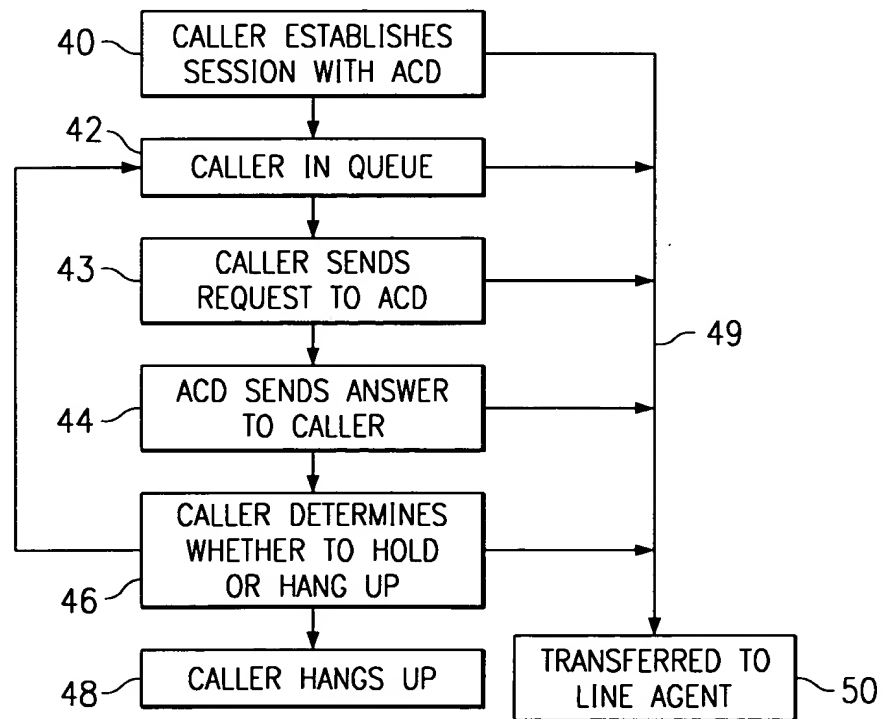 40
CALLER ESTABLISHES
SESSION WITH ACD
42
CALLER IN QUEUE
43
CALLER SENDS
REQUEST TO ACD
49
44
ACD SENDS ANSWER
TO CALLER
46
CALLER DETERMINES
WHETHER TO HOLD
OR HANG UP
48
CALLER HANGS UP
TRANSFERRED TO
LINE AGENT
50